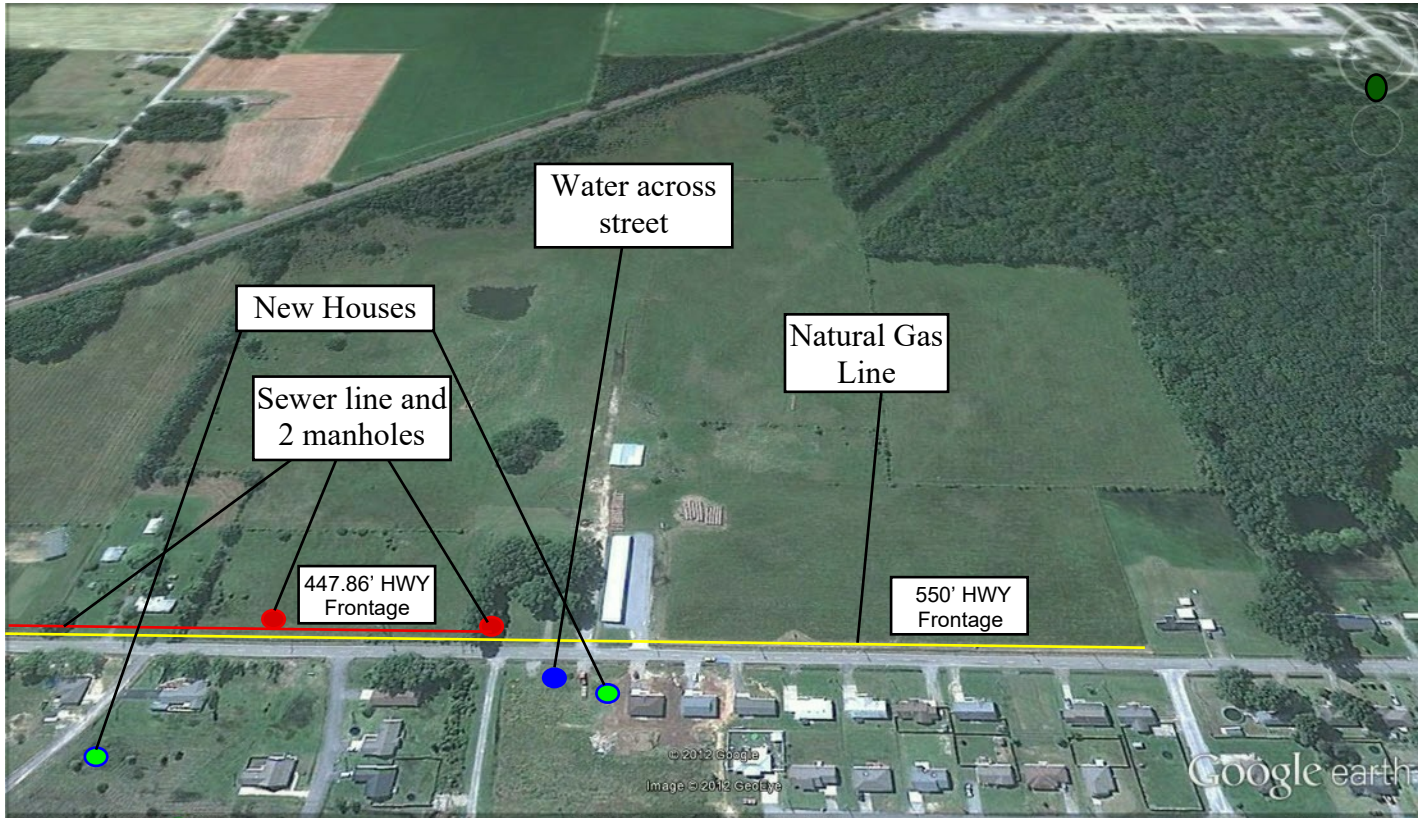 Water across
street
New Houses
Natural Gas
Line
Sewer line and
2 manholes
447.86’ HWY
Frontage
550’ HWY
Frontage
© 2012 Google
Image © 2012 GeoEye
Google earth